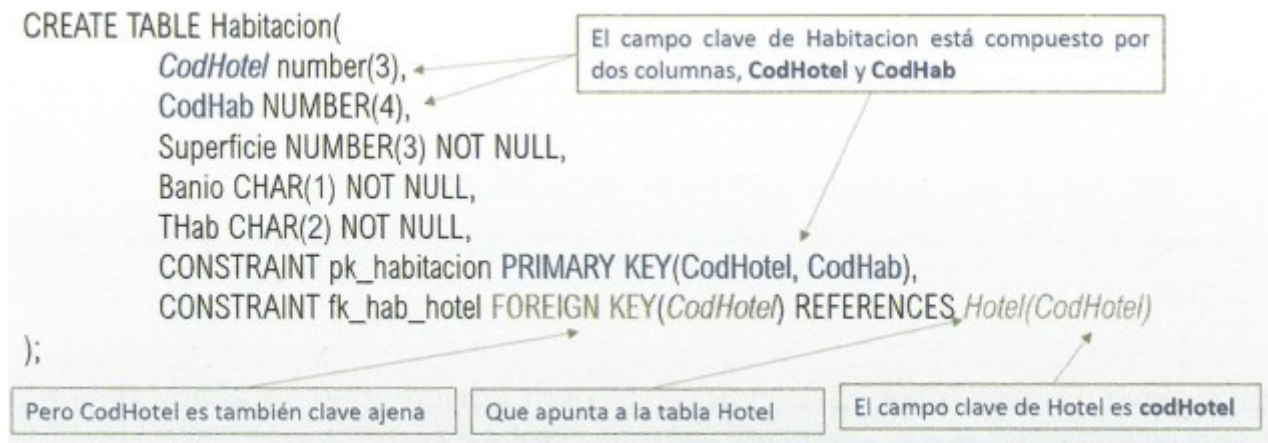 CREATE TABLE Habitacion(
El campo clave de Habitacion está compuesto por
dos columnas, CodHotel y CodHab
CodHotel number(3),
CodHab NUMBER(4),
Superficie NUMBER(3) NOT NULL,
Banio CHAR(1) NOT NULL,
THab CHAR(2) NOT NULL,
CONSTRAINT pk_habitacion PRIMARY KEY(CodHotel, CodHab),
CONSTRAINT fk_hab_hotel FOREIGN KEY(CodHotel) REFERENCES Hotel(CodHotel)
);
Pero CodHotel es también clave ajena
Que apunta a la tabla Hotel
El campo clave de Hotel es codHotel